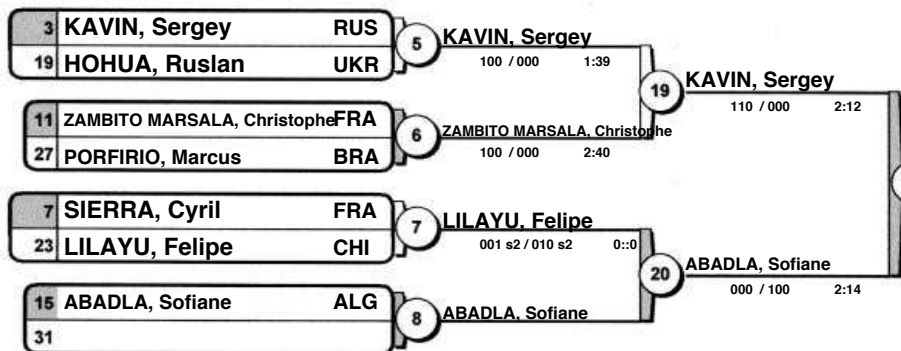 3 KAVIN, Sergey RUS
19 HOHUA, Ruslan UKR
5
KAVIN, Sergey
100 / 000 1:39
11 ZAMBITO MARSALA, Christophe FRA
27 PORFIRIO, Marcus BRA
6
ZAMBITO MARSALA, Christophe
100 / 000 2:40
19
KAVIN, Sergey
110 / 000 2:12
7 SIERRA, Cyril FRA
23 LILAYU, Felipe CHI
7
LILAYU, Felipe
001 s2 / 010 s2 0::0
15 ABADLA, Sofiane ALG
31
8
ABADLA, Sofiane
20
ABADLA, Sofiane
000 / 100 2:14